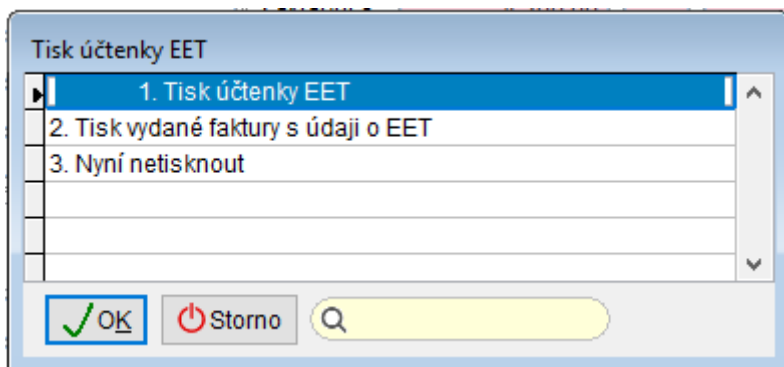 Tisk účtenky EET
1. Tisk účtenky EET
2. Tisk vydané faktury s údaji o EET
3. Nyní netisknout
OK
Storno